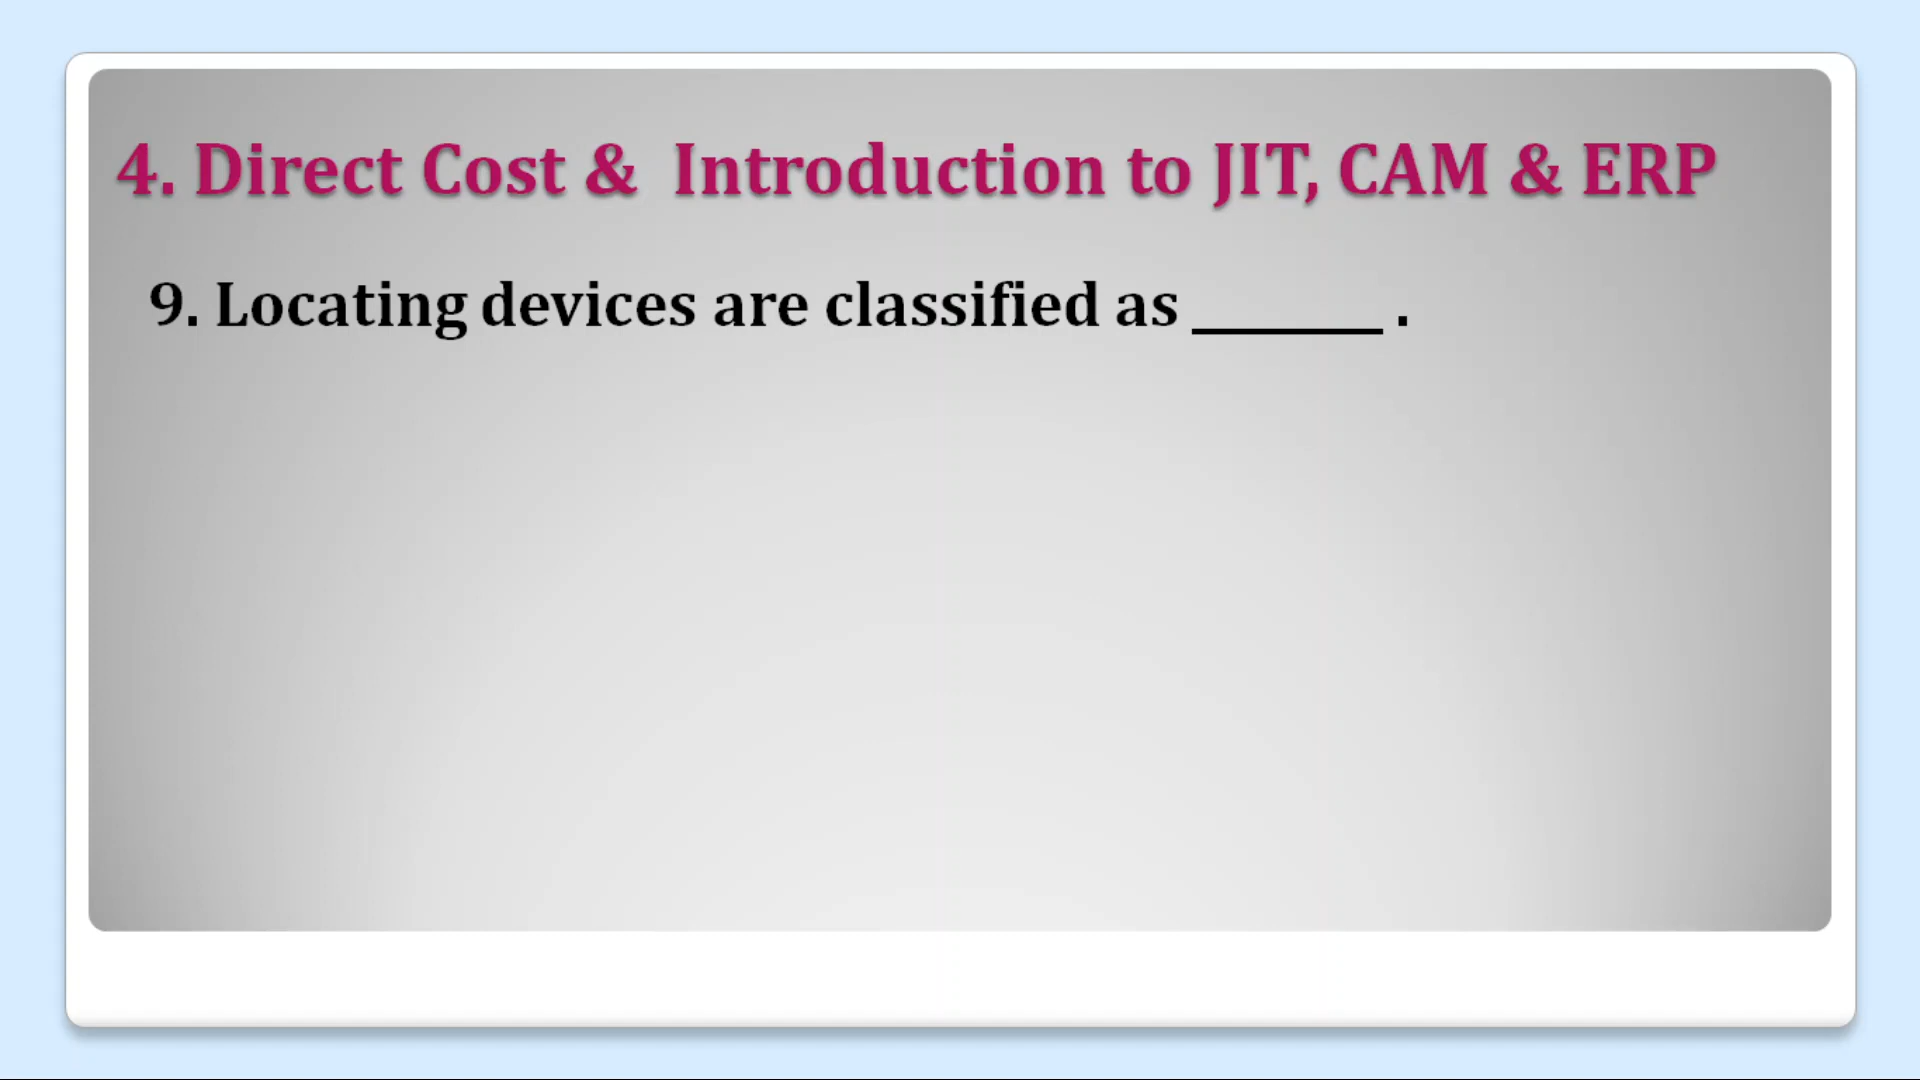 4. Direct Cost &  Introduction to JIT, CAM & ERP
9. Locating devices are classified as _______ .